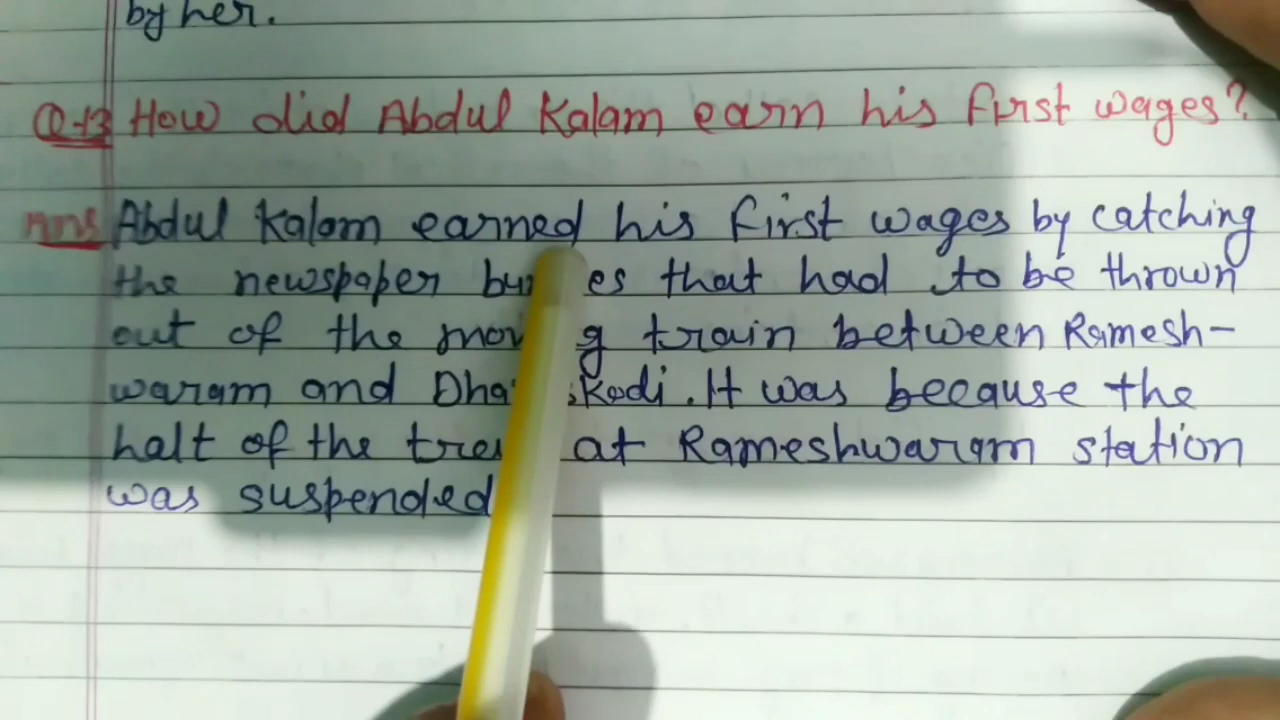 by her.
Q-13 How did Abdul Kalam earn his first wages?
Ans Abdul Kalam earned his first wages by catching
the newspaper that had to be thrown
out of the train between Ramesh-
waram and . It was because the
halt of the at Rameshwaram station
was suspended